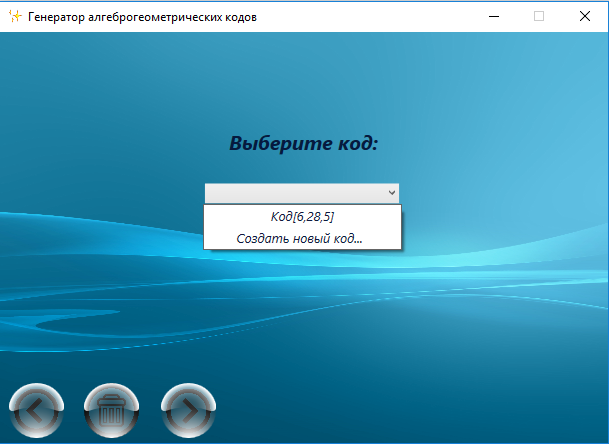 Генератор алгеброгеометрических кодов
Выберите код:
Код[6,28,5]
Создать новый код...